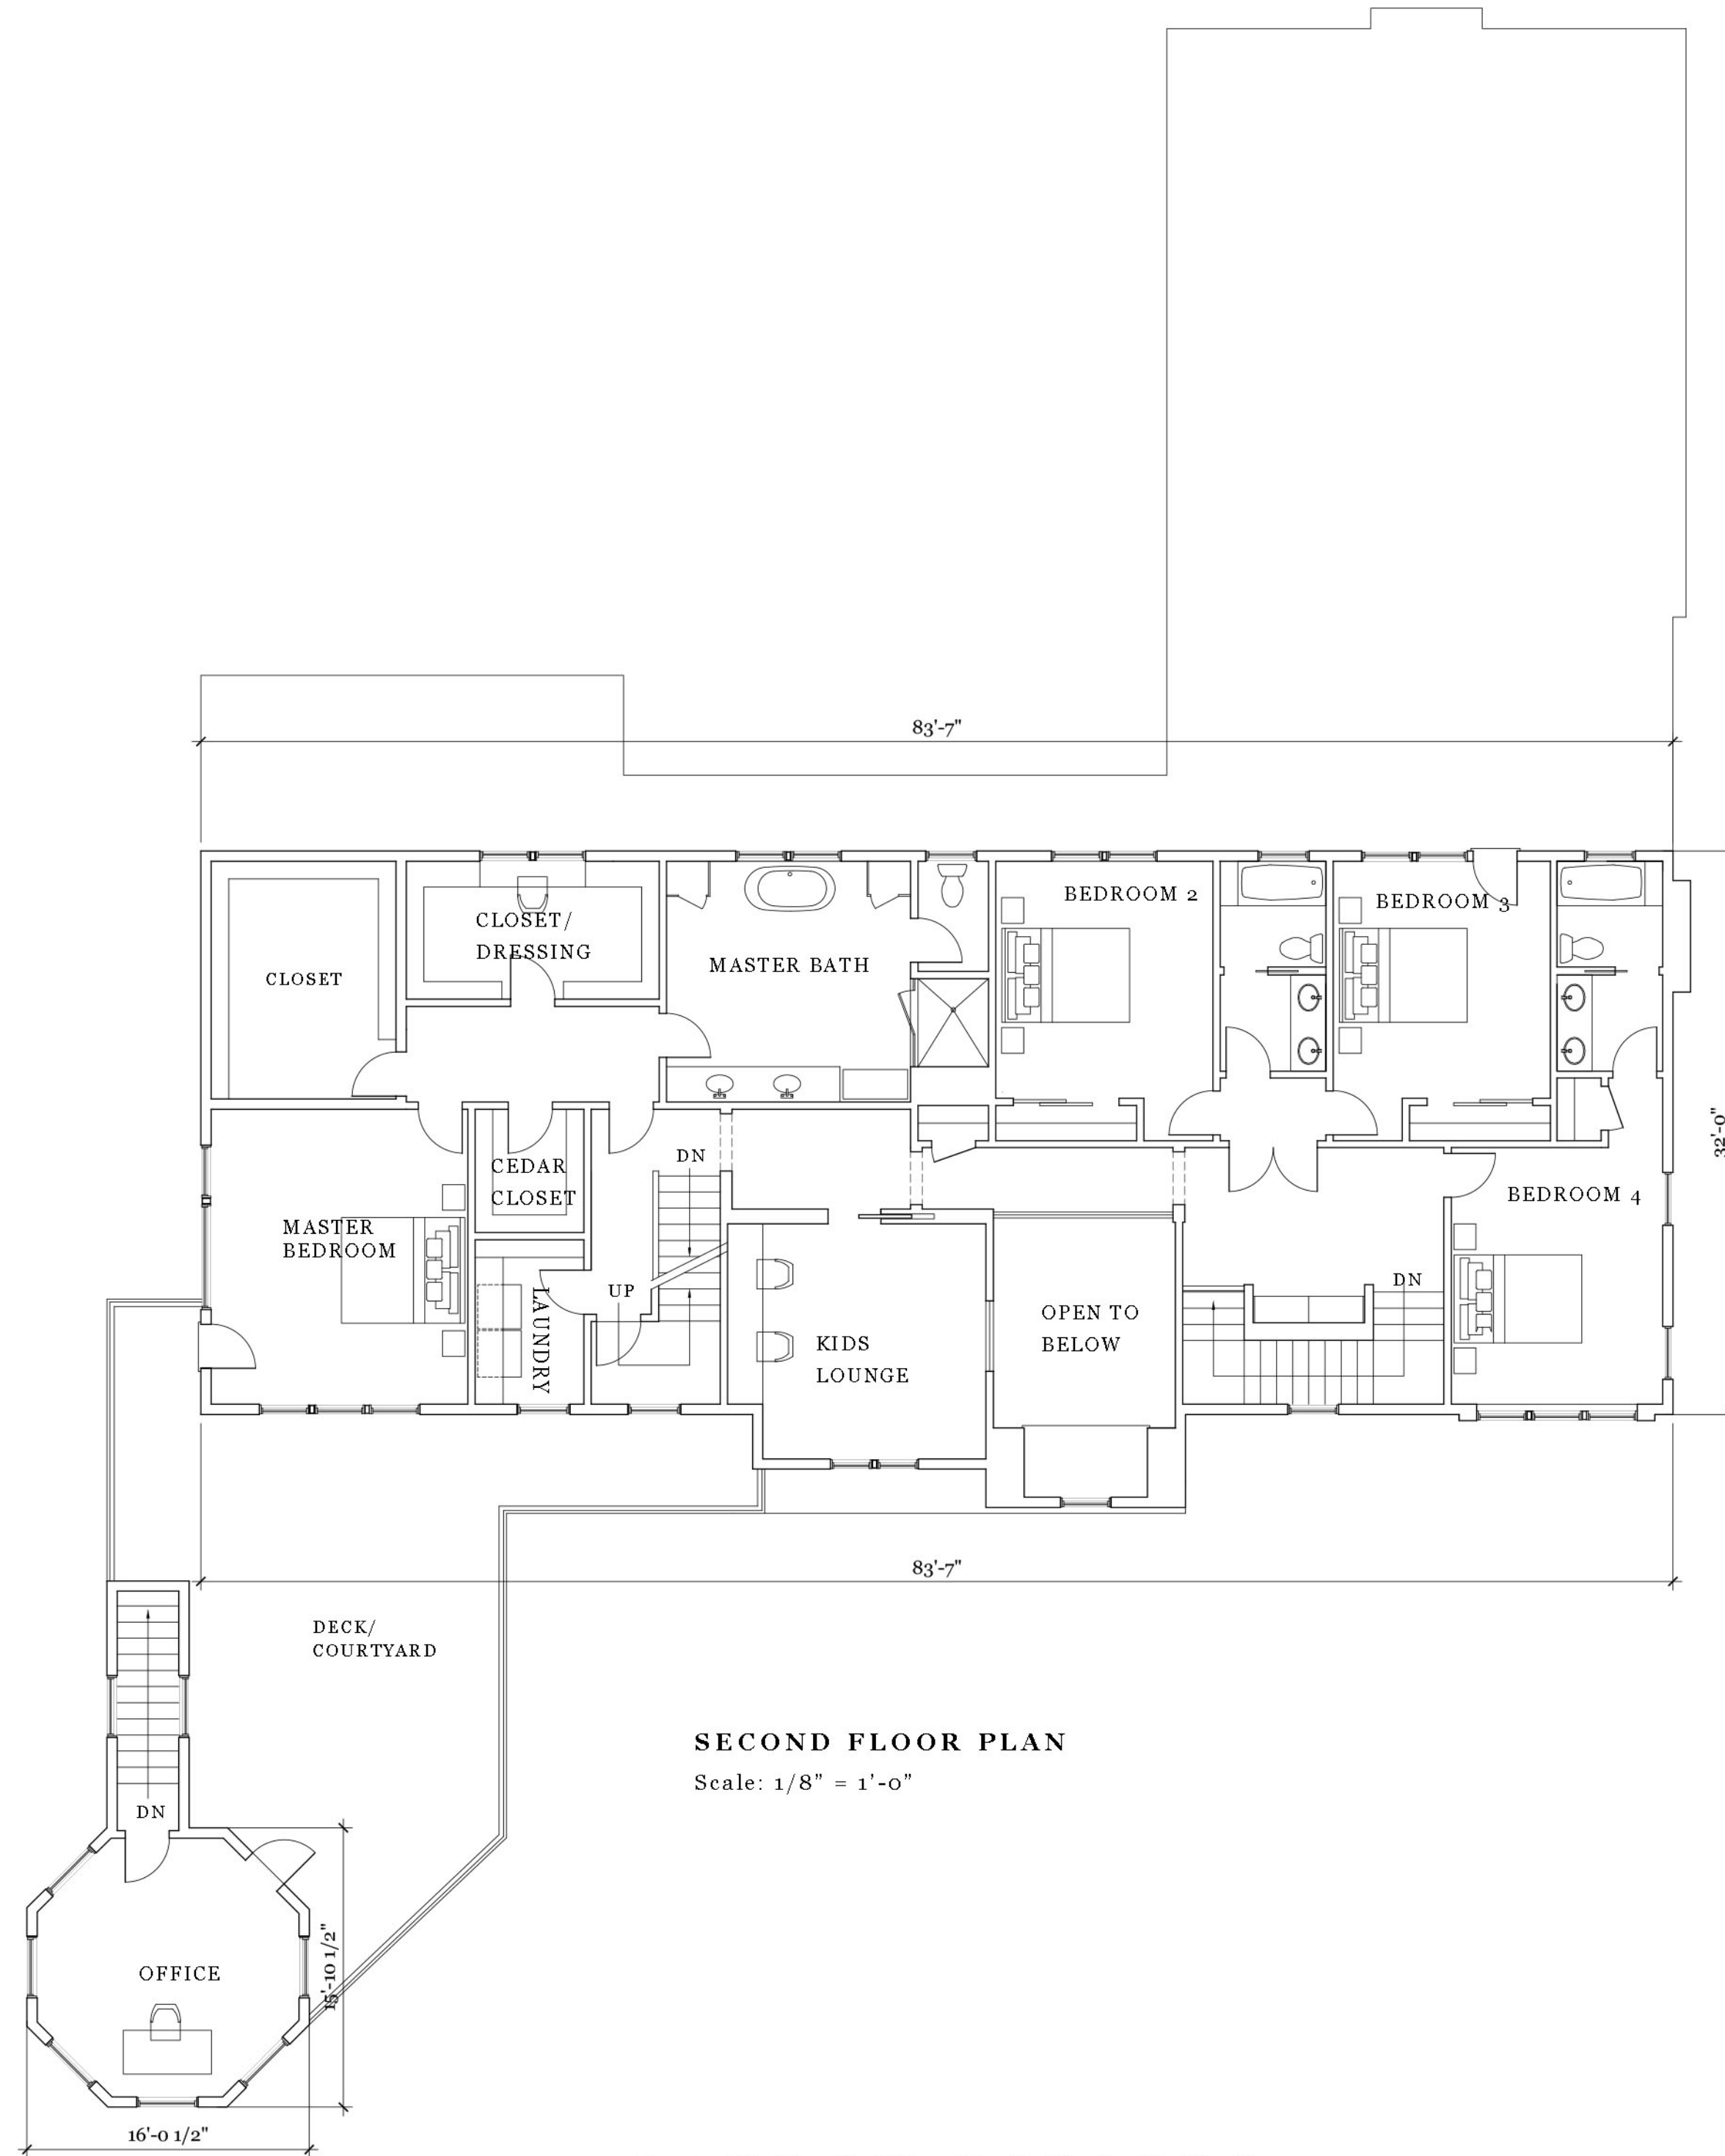 83'-7"
BEDROOM 2
BEDROOM 3
CLOSET/
DRESSING
MASTER BATH
CLOSET
32'-0"
DN
CEDAR
CLOSET
BEDROOM 4
MASTER
BEDROOM
UP
LAUNDRY
DN
OPEN TO
BELOW
KIDS
LOUNGE
83'-7"
DECK/
COURTYARD
SECOND FLOOR PLAN
Scale: 1/8” = 1’-0”
DN
OFFICE
15'-10 1/2"
16'-0 1/2"